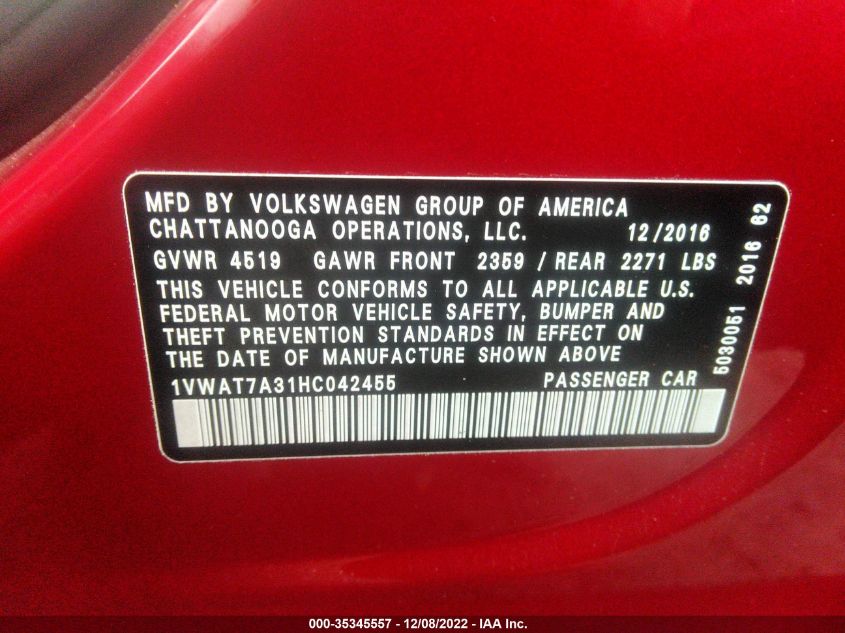 MFD BY VOLKSWAGEN GROUP OF AMERICA
CHATTANOOGA OPERATIONS, LLC. 12/2016
GVWR 4519 GAWR FRONT 2359 / REAR 2271 LBS
THIS VEHICLE CONFORMS TO ALL APPLICABLE U.S.
FEDERAL MOTOR VEHICLE SAFETY, BUMPER AND
THEFT PREVENTION STANDARDS IN EFFECT ON
THE DATE OF MANUFACTURE SHOWN ABOVE
1VWAT7A31HC042455 PASSENGER CAR
5030051 2016 62
000-35345557 - 12/08/2022 - IAA Inc.